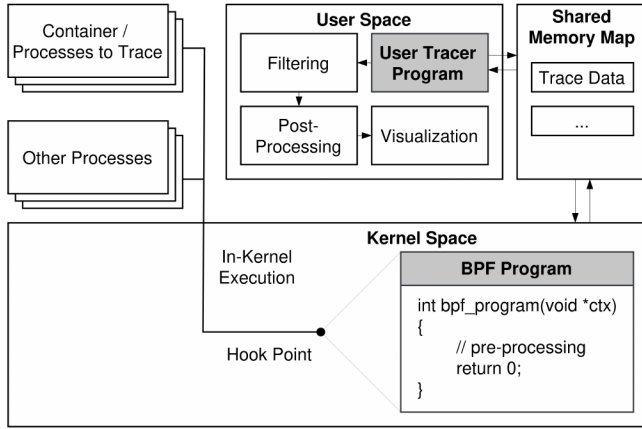 Container /
Processes to Trace
Other Processes
User Space
Filtering
User Tracer
Program
Post-
Processing
Visualization
Shared
Memory Map
Trace Data
...
Kernel Space
In-Kernel
Execution
Hook Point
BPF Program
int bpf_program(void *ctx)
{
// pre-processing
return 0;
}